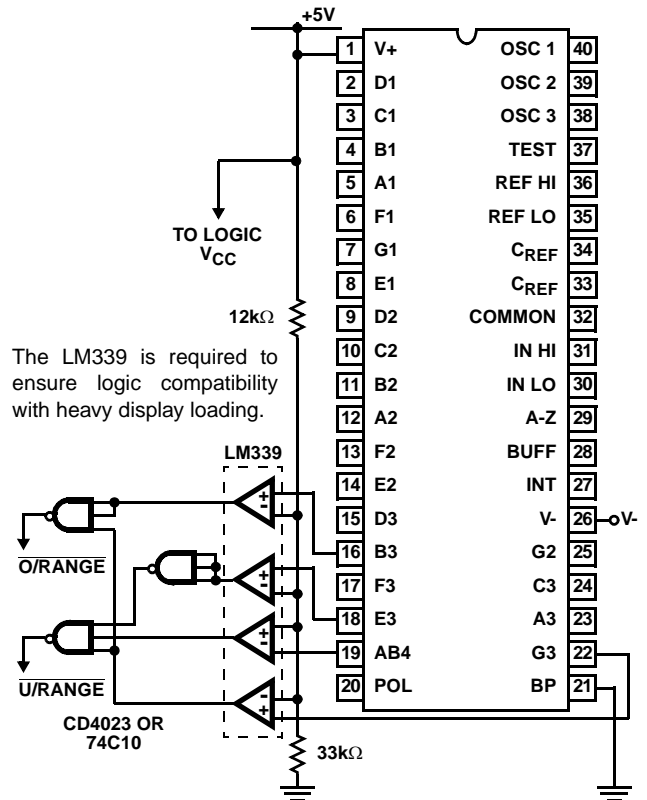 +5V
1 V+ OSC 1 40
2 D1 OSC 2 39
3 C1 OSC 3 38
4 B1 TEST 37
5 A1 REF HI 36
6 F1 REF LO 35
7 G1 CREF 34
8 E1 CREF 33
9 D2 COMMON 32
10 C2 IN HI 31
11 B2 IN LO 30
12 A2 A-Z 29
13 F2 BUFF 28
14 E2 INT 27
15 D3 V- 26 V-
16 B3 G2 25
17 F3 C3 24
18 E3 A3 23
19 AB4 G3 22
20 POL BP 21
TO LOGIC
VCC
12kΩ
The LM339 is required to
ensure logic compatibility
with heavy display loading.
LM339
+
-
O/RANGE
+
-
+
-
U/RANGE
-
+
CD4023 OR
74C10
33kΩ